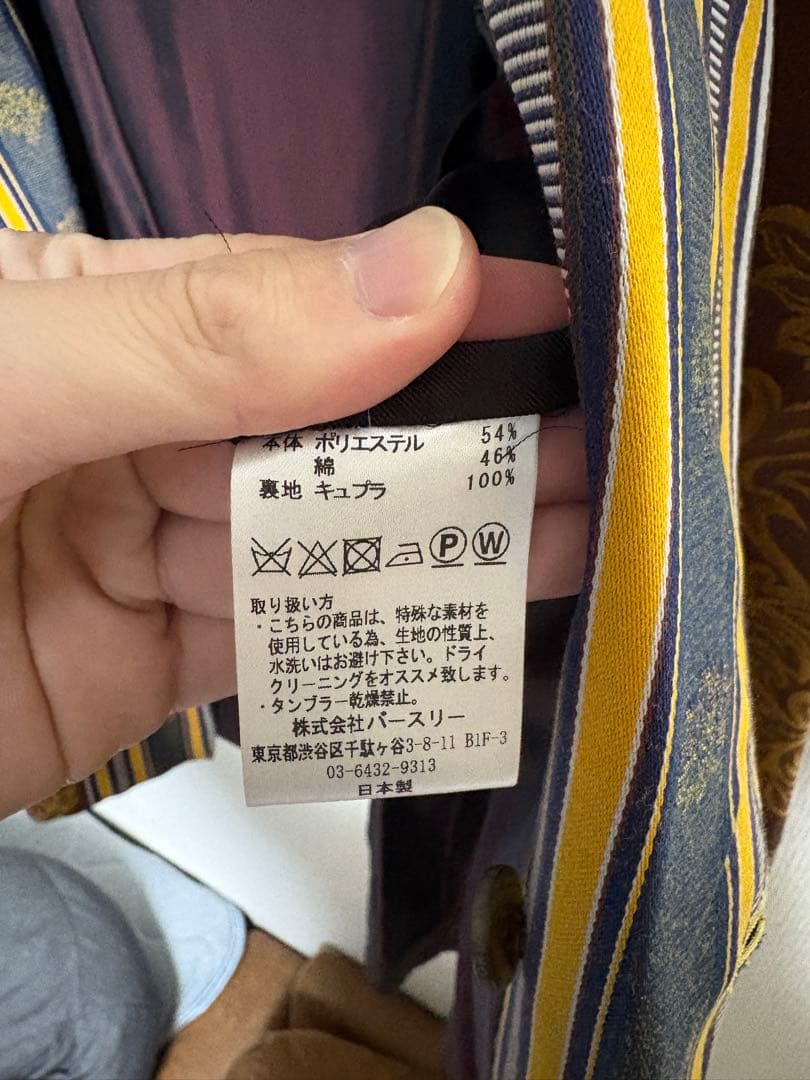 本体 ポリエステル 54%
綿 46%
裏地 キュプラ 100%
P W
取り扱い方
・こちらの商品は、特殊な素材を
使用している為、生地の性質上、
水洗いはお避け下さい。ドライ
クリーニングをオススメ致します。
・タンブラー乾燥禁止。
株式会社パースリー
東京都渋谷区千駄ヶ谷3-8-11 B1F-3
03-6432-9313
日本製